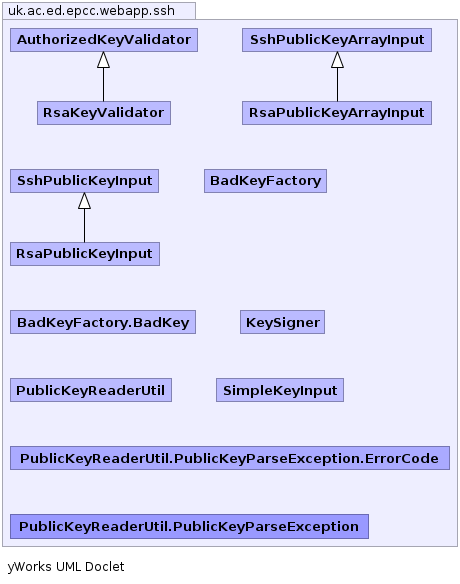 uk.ac.ed.epcc.webapp.ssh
AuthorizedKeyValidator
SshPublicKeyArrayInput
RsaKeyValidator
RsaPublicKeyArrayInput
SshPublicKeyInput
BadKeyFactory
RsaPublicKeyInput
BadKeyFactory.BadKey
KeySigner
PublicKeyReaderUtil
SimpleKeyInput
PublicKeyReaderUtil.PublicKeyParseException.ErrorCode
PublicKeyReaderUtil.PublicKeyParseException
yWorks UML Doclet